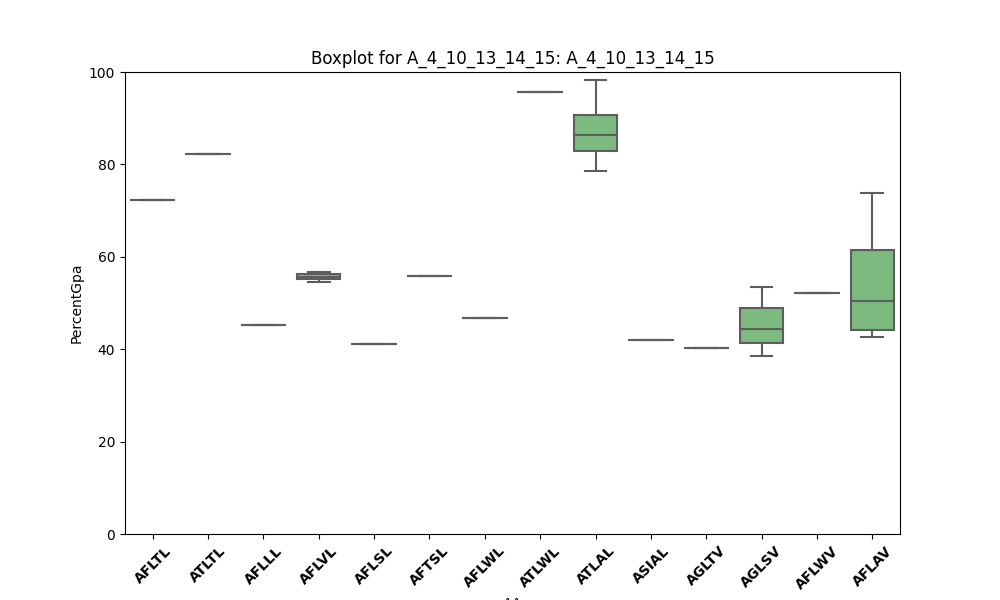 Boxplot for A_4_10_13_14_15: A_4_10_13_14_15
PercentGpa
100
80
60
40
20
0
AFLTL
ATLTL
AFLLL
AFLVL
AFLSL
AFTSL
AFLWL
ATLWL
ATLAL
ASIAL
AGLTV
AGLSV
AFLWV
AFLAV